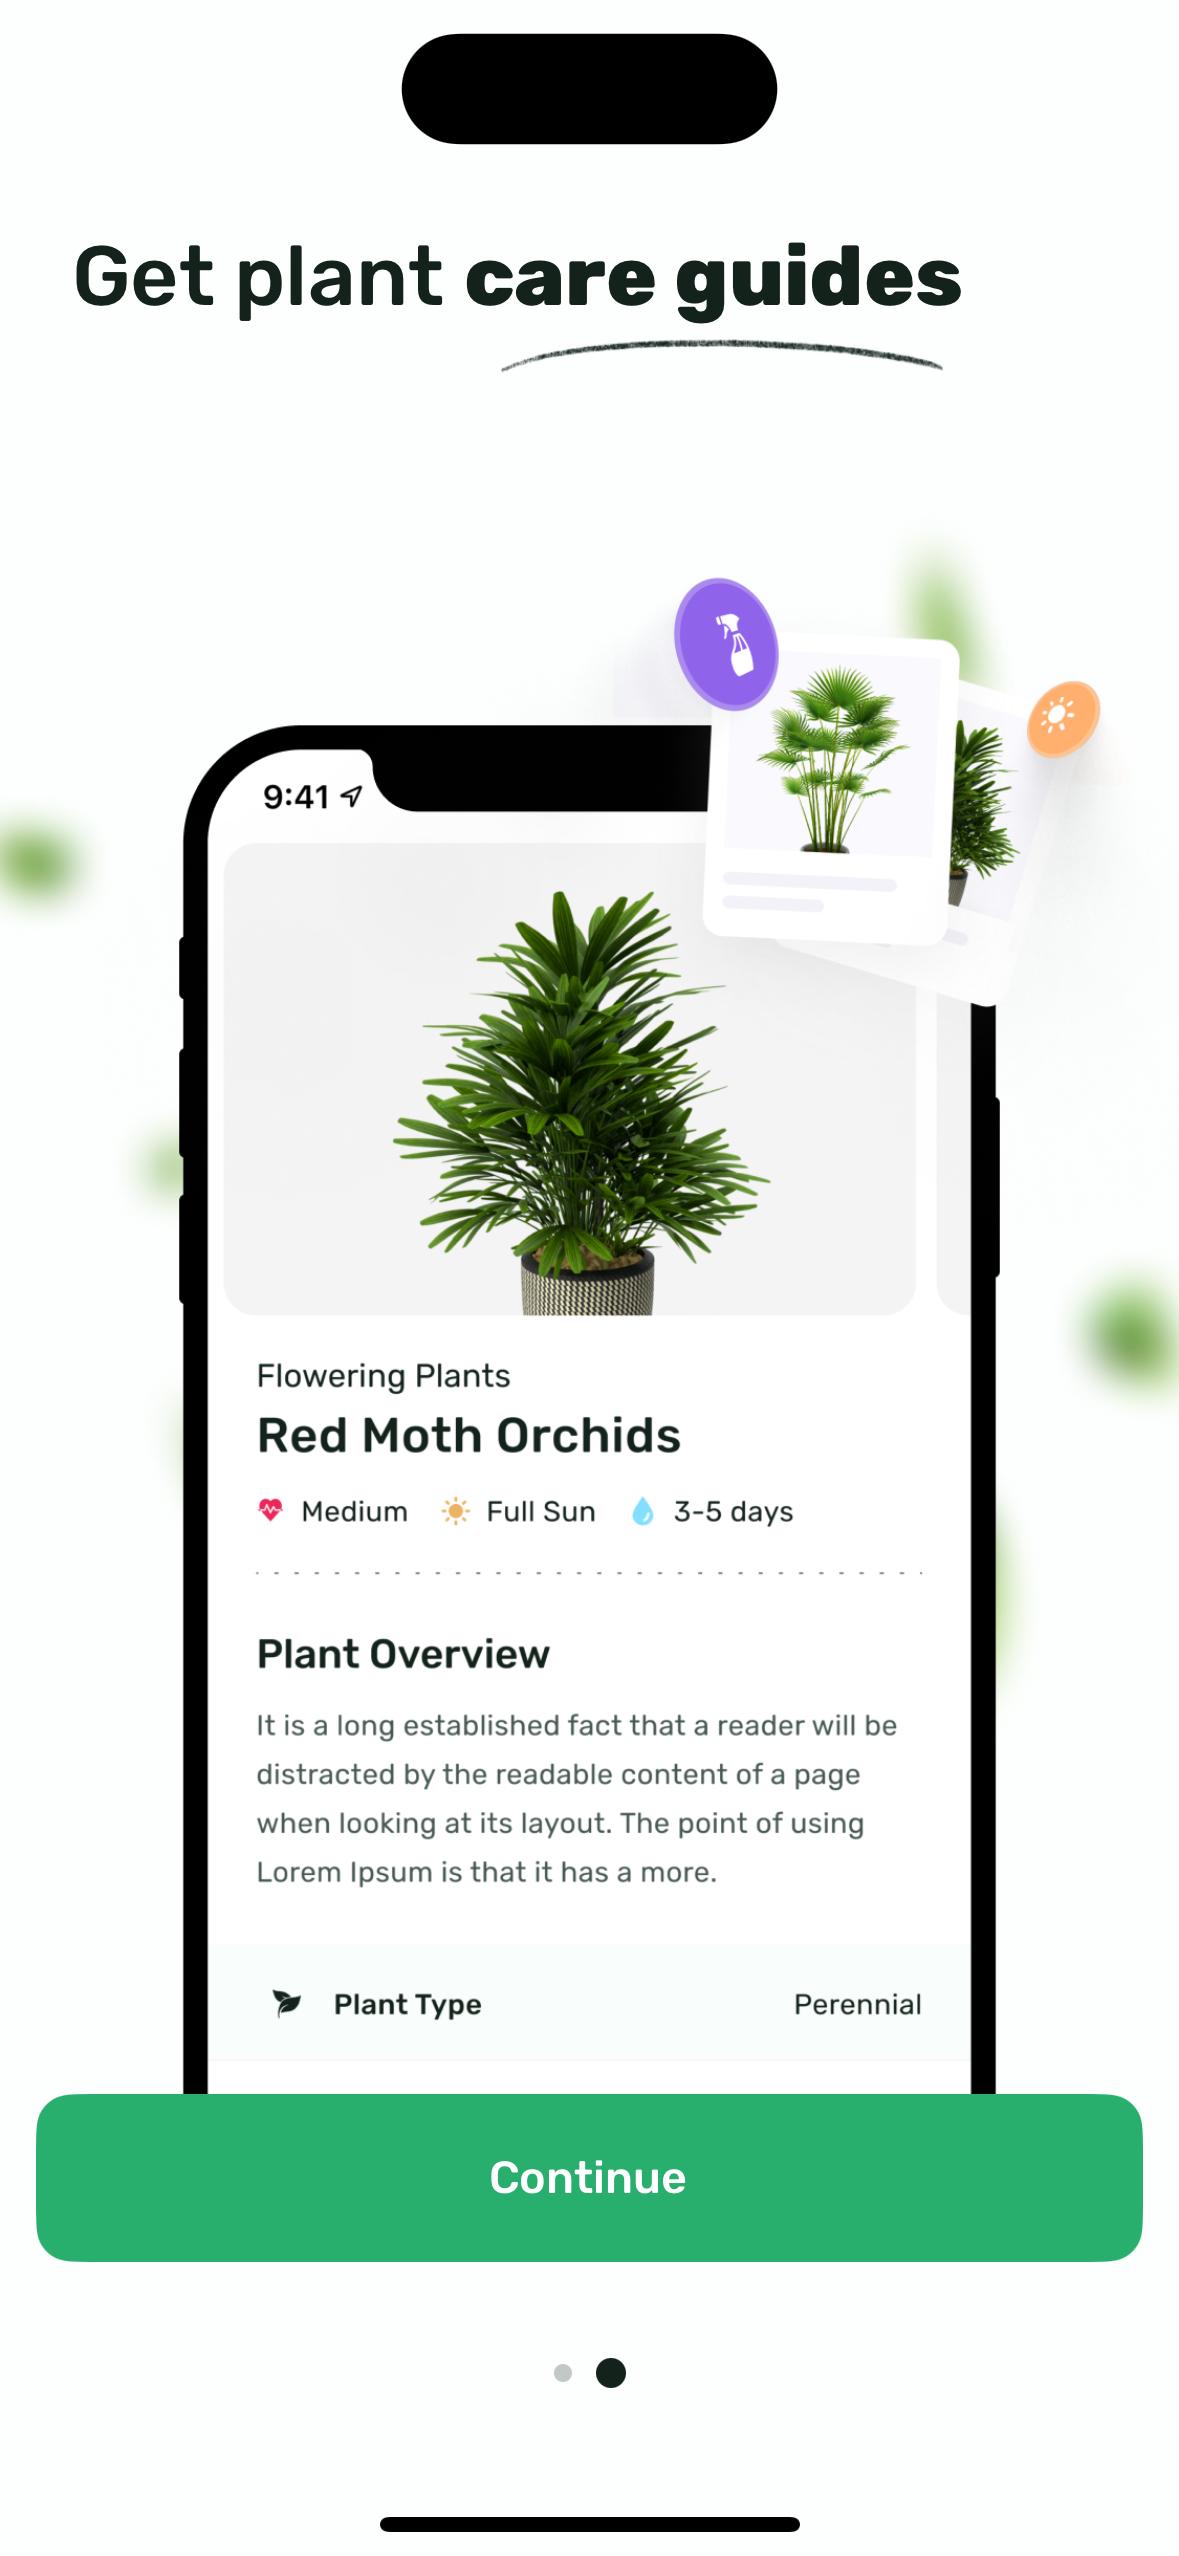 Get plant care guides
9:41
Flowering Plants
Red Moth Orchids
Medium Full Sun 3-5 days
Plant Overview
It is a long established fact that a reader will be
distracted by the readable content of a page
when looking at its layout. The point of using
Lorem Ipsum is that it has a more.
Plant Type Perennial
Continue